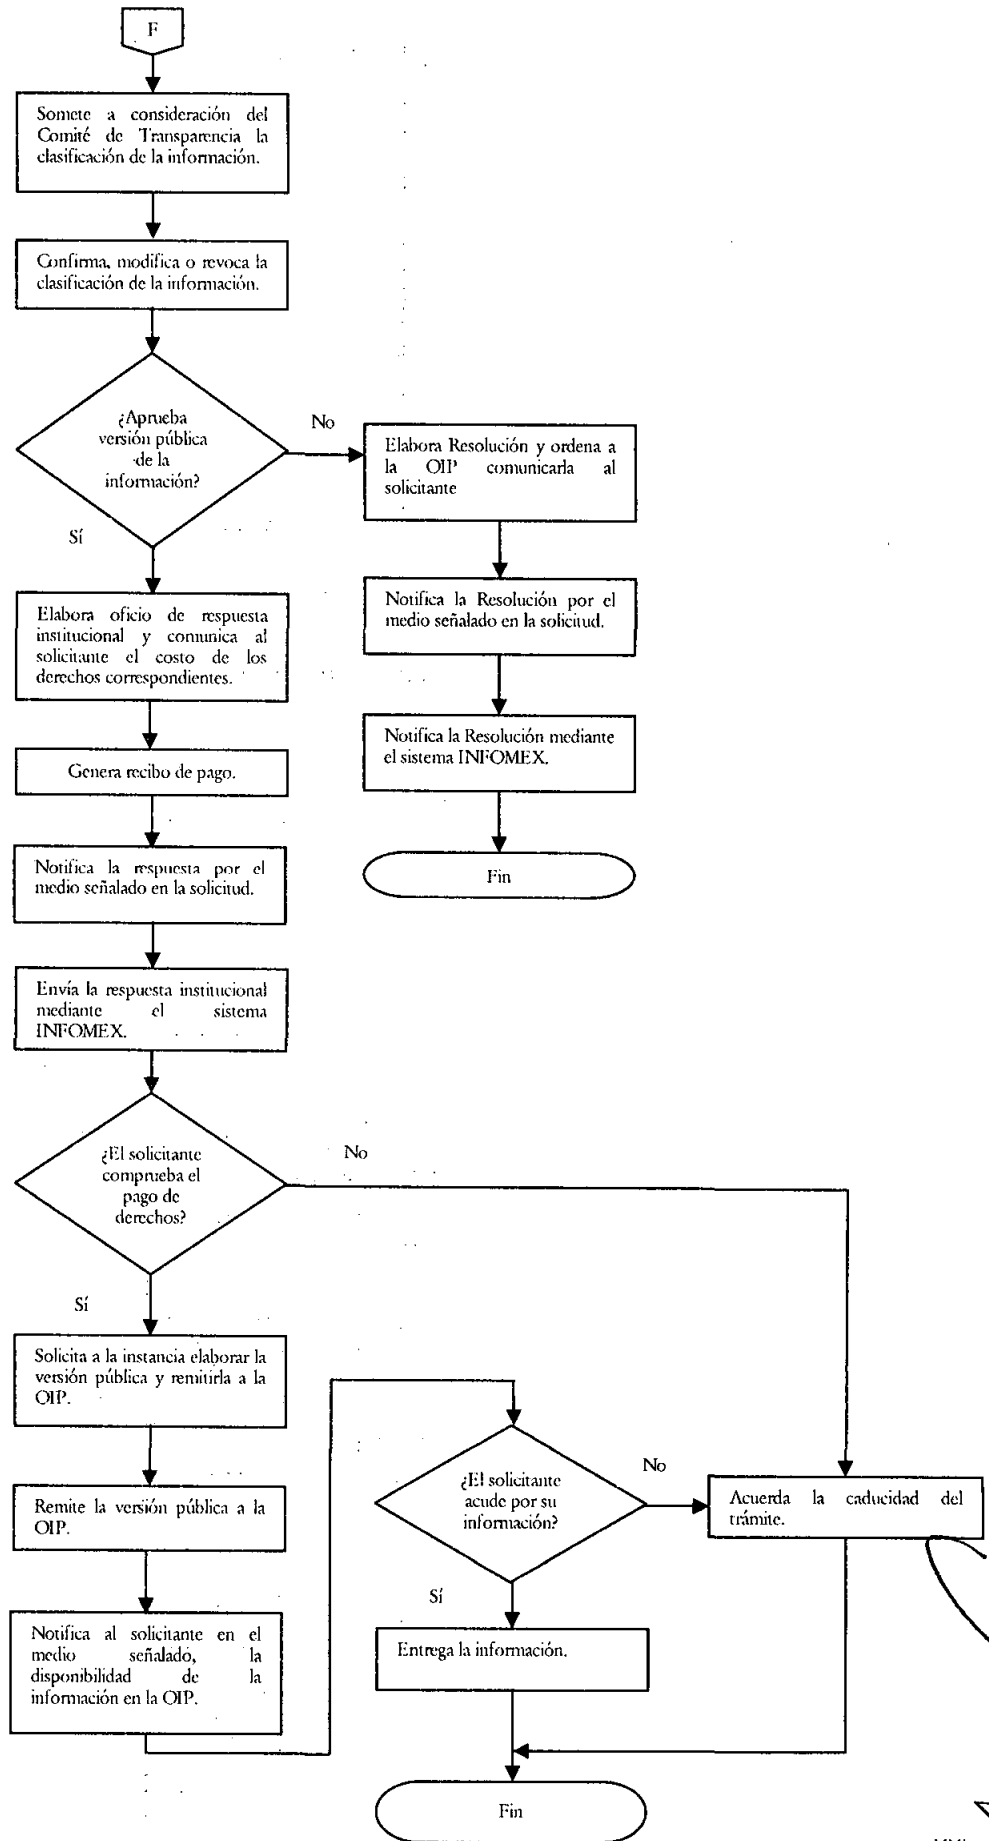 F
Somete a consideración del
Comité de Transparencia la
clasificación de la información.
Confirma, modifica o revoca la
clasificación de la información.
¿Aprueba
versión pública
de la
información?
No
Elabora Resolución y ordena a
la OIP comunicarla al
solicitante
Sí
Notifica la Resolución por el
medio señalado en la solicitud.
Elabora oficio de respuesta
institucional y comunica al
solicitante el costo de los
derechos correspondientes.
Notifica la Resolución mediante
el sistema INFOMEX.
Genera recibo de pago.
Fin
Notifica la respuesta por el
medio señalado en la solicitud.
Envía la respuesta institucional
mediante el sistema
INFOMEX.
¿El solicitante
comprueba el
pago de
derechos?
No
Sí
Solicita a la instancia elaborar la
versión pública y remitirla a la
OIP.
Remite la versión pública a la
OIP.
Notifica al solicitante en el
medio señalado, la
disponibilidad de la
información en la OIP.
¿El solicitante
acude por su
información?
No
Acuerda la caducidad del
trámite.
Sí
Entrega la información.
Fin